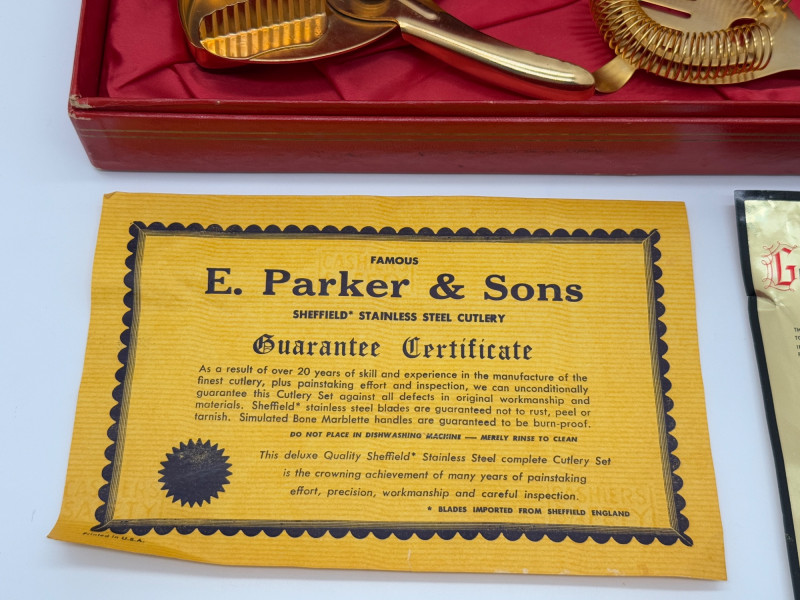 FAMOUS
E. Parker & Sons
SHEFFIELD* STAINLESS STEEL CUTLERY
Guarantee Certificate
As a result of over 20 years of skill and experience in the manufacture of the
finest cutlery, plus painstaking effort and inspection, we can unconditionally
guarantee this Cutlery Set against all defects in original workmanship and
materials. Sheffield* stainless steel blades are guaranteed not to rust, peel or
tarnish. Simulated Bone Marblette handles are guaranteed to be burn-proof.
DO NOT PLACE IN DISHWASHING MACHINE — MERELY RINSE TO CLEAN
This deluxe Quality Sheffield* Stainless Steel complete Cutlery Set
is the crowning achievement of many years of painstaking
effort, precision, workmanship and careful inspection.
* BLADES IMPORTED FROM SHEFFIELD ENGLAND
Printed in U.S.A.